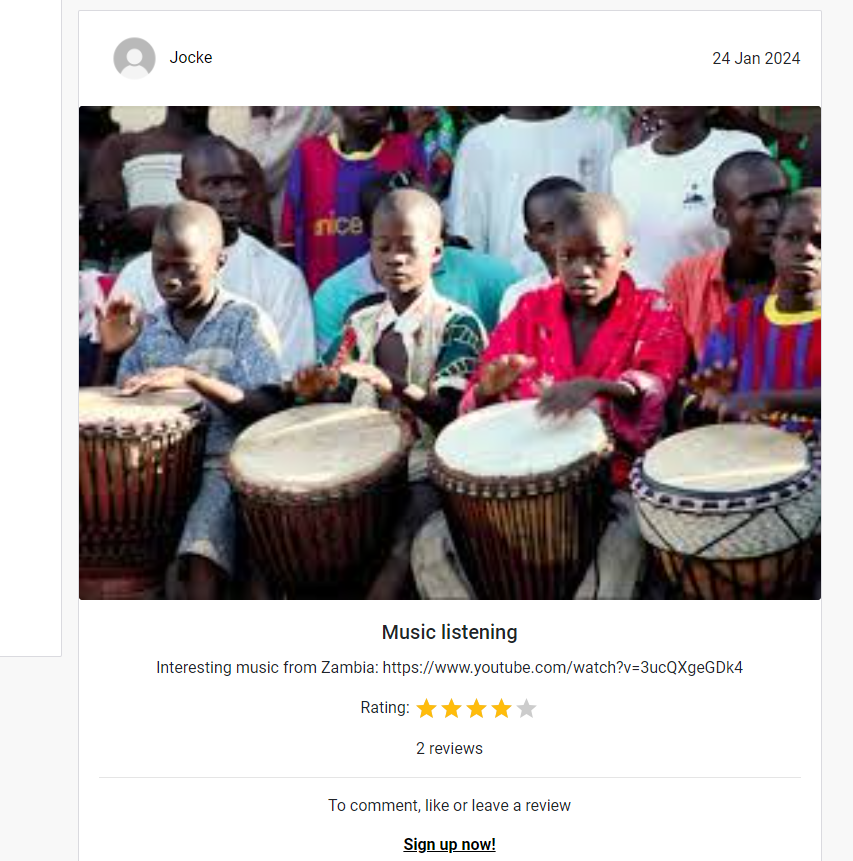 Jocke
24 Jan 2024
nice
Music listening
Interesting music from Zambia: https://www.youtube.com/watch?v=3ucQXgeGDk4
Rating:
2 reviews
To comment, like or leave a review
Sign up now!